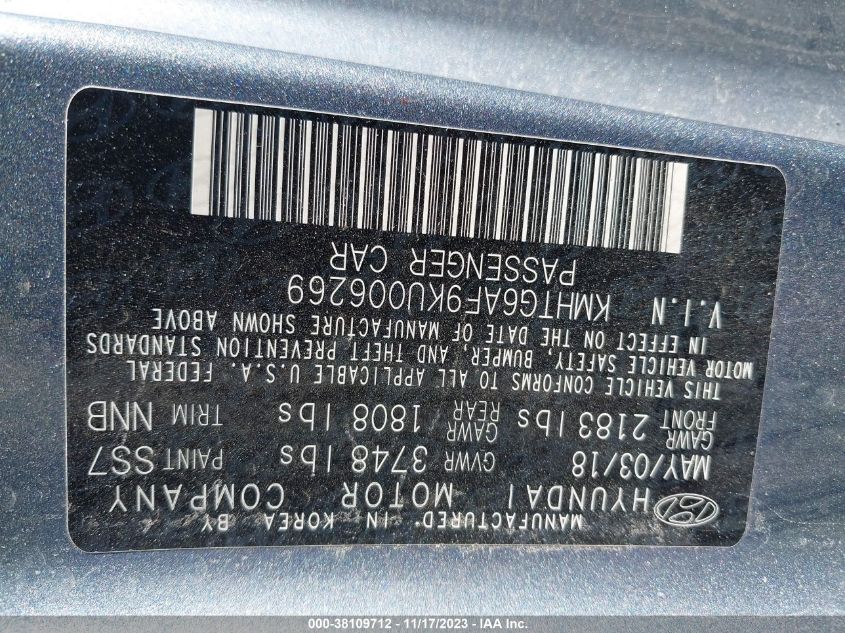 MANUFACTURED IN KOREA BY
HYUNDAI MOTOR COMPANY
MAY/03/18 GVWR 3748 lbs PAINT SS7
GAWR FRONT 2183 lbs GAWR REAR 1808 lbs TRIM NNB
THIS VEHICLE CONFORMS TO ALL APPLICABLE U.S.A. FEDERAL
MOTOR VEHICLE SAFETY, BUMPER, AND THEFT PREVENTION STANDARDS
IN EFFECT ON THE DATE OF MANUFACTURE SHOWN ABOVE
V.I.N KMHTG6AF9KU006269
PASSENGER CAR
000-38109712 - 11/17/2023 - IAA Inc.